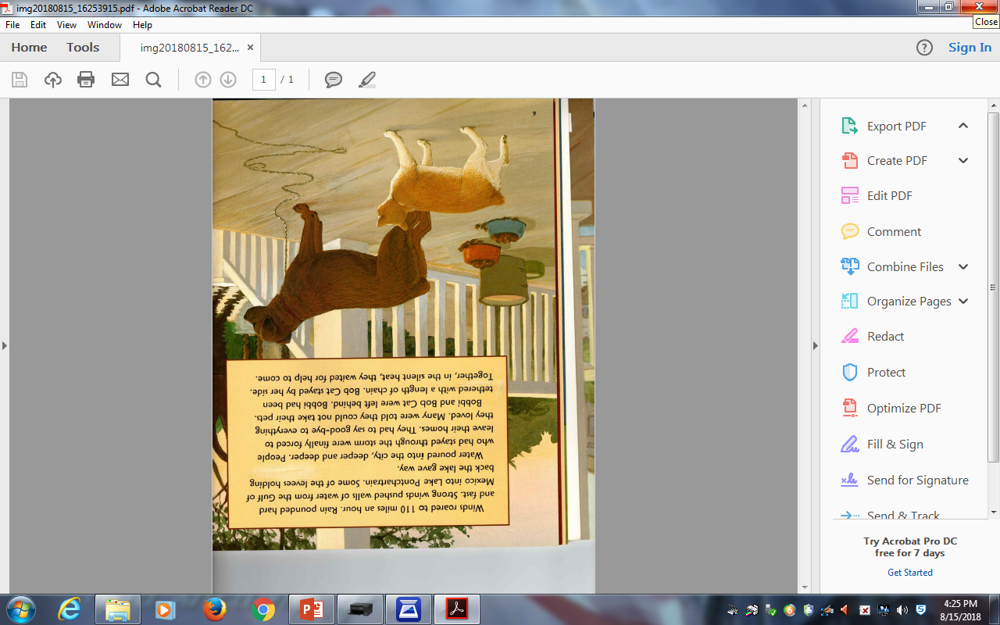 img20180815_16253915.pdf - Adobe Acrobat Reader DC
Close
File Edit View Window Help
Home Tools img20180815_162... × Sign In
1 / 1
9
Winds roared to 110 miles an hour. Rain pounded hard
and fast. Strong winds pushed walls of water from the Gulf of
Mexico into Lake Pontchartrain. Some of the levees holding
back the lake gave way.
Water poured into the city, deeper and deeper. People
who had stayed through the storm were finally forced to
leave their homes. They had to say good-bye to everything
they loved. Many were told they could not take their pets.
Bobbi and Bob Cat were left behind. Bobbi had been
tethered with a length of chain. Bob Cat stayed by her side.
Together, in the silent heat, they waited for help to come.
Export PDF
Create PDF
Edit PDF
Comment
Combine Files
Organize Pages
Redact
Protect
Optimize PDF
Fill & Sign
Send for Signature
Send & Track
Try Acrobat Pro DC
free for 7 days
Get Started
4:25 PM
8/15/2018